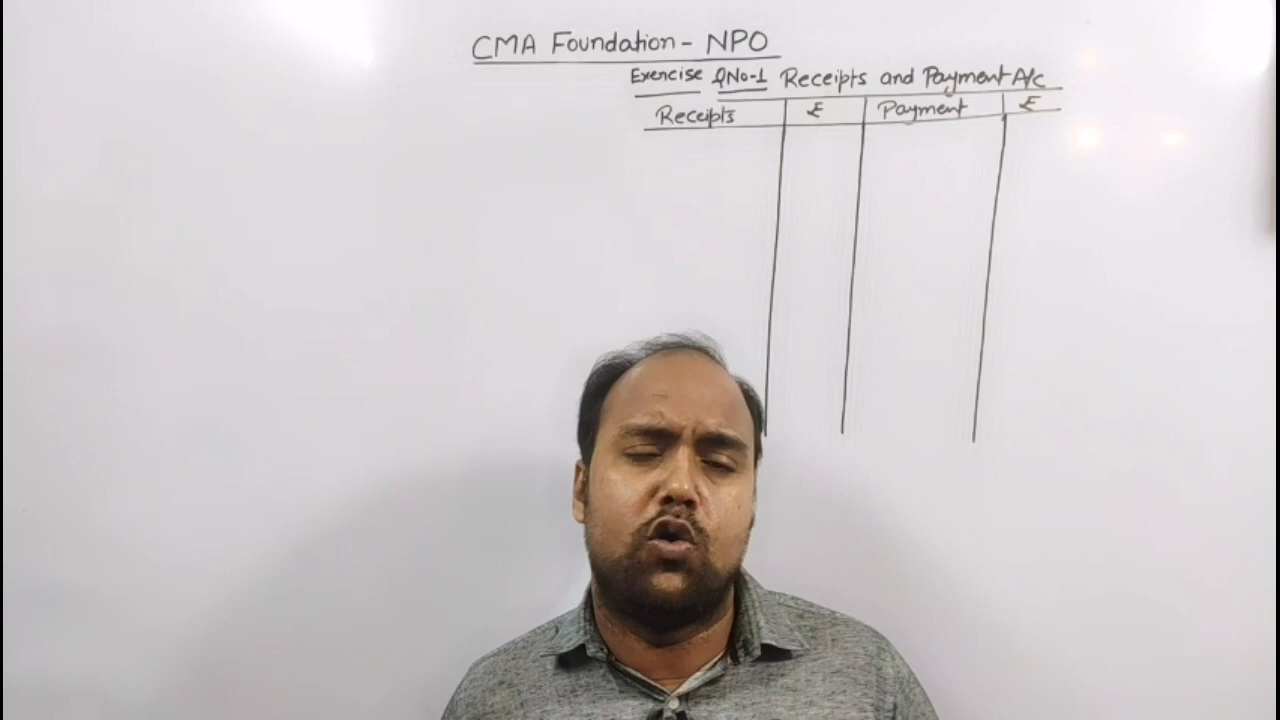 CMA Foundation - NPO
Exercise QNo-1 Receipts and Payment A/c
Receipts ₹ Payment ₹